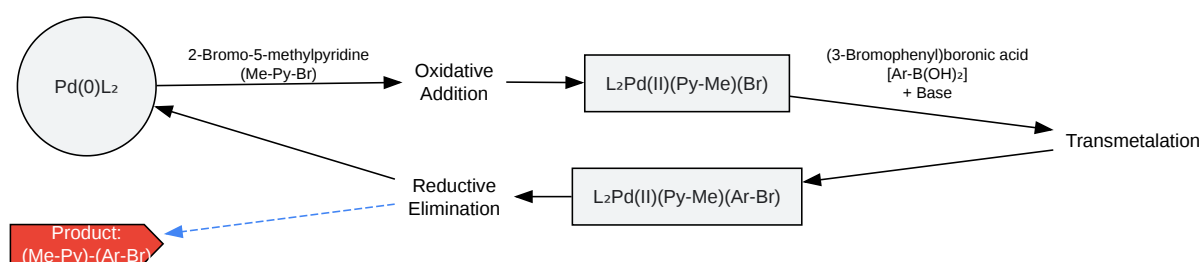 Pd(0)L₂
2-Bromo-5-methylpyridine
(Me-Py-Br)
Oxidative
Addition
L₂Pd(II)(Py-Me)(Br)
(3-Bromophenyl)boronic acid
[Ar-B(OH)₂]
+ Base
Transmetalation
L₂Pd(II)(Py-Me)(Ar-Br)
Reductive
Elimination
Product:
(Me-Py)-(Ar-Br)